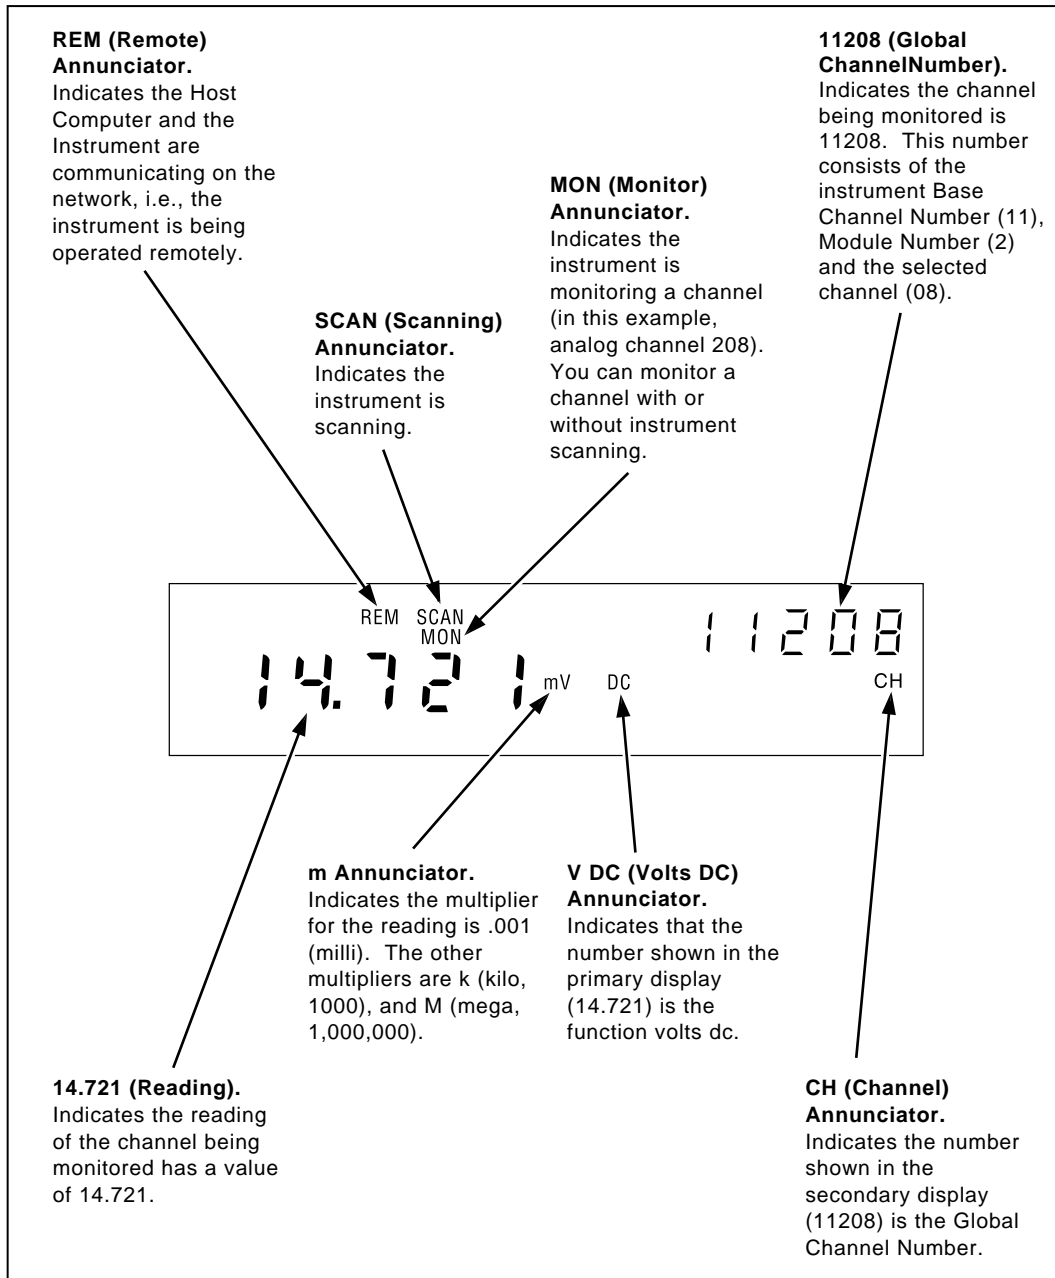 REM (Remote)
Annunciator.
Indicates the Host
Computer and the
Instrument are
communicating on the
network, i.e., the
instrument is being
operated remotely.
SCAN (Scanning)
Annunciator.
Indicates the
instrument is
scanning.
MON (Monitor)
Annunciator.
Indicates the
instrument is
monitoring a channel
(in this example,
analog channel 208).
You can monitor a
channel with or
without instrument
scanning.
11208 (Global
ChannelNumber).
Indicates the channel
being monitored is
11208. This number
consists of the
instrument Base
Channel Number (11),
Module Number (2)
and the selected
channel (08).
REM SCAN
MON
11208
14.721 mV DC
CH
m Annunciator.
Indicates the multiplier
for the reading is .001
(milli). The other
multipliers are k (kilo,
1000), and M (mega,
1,000,000).
V DC (Volts DC)
Annunciator.
Indicates that the
number shown in the
primary display
(14.721) is the
function volts dc.
14.721 (Reading).
Indicates the reading
of the channel being
monitored has a value
of 14.721.
CH (Channel)
Annunciator.
Indicates the number
shown in the
secondary display
(11208) is the Global
Channel Number.